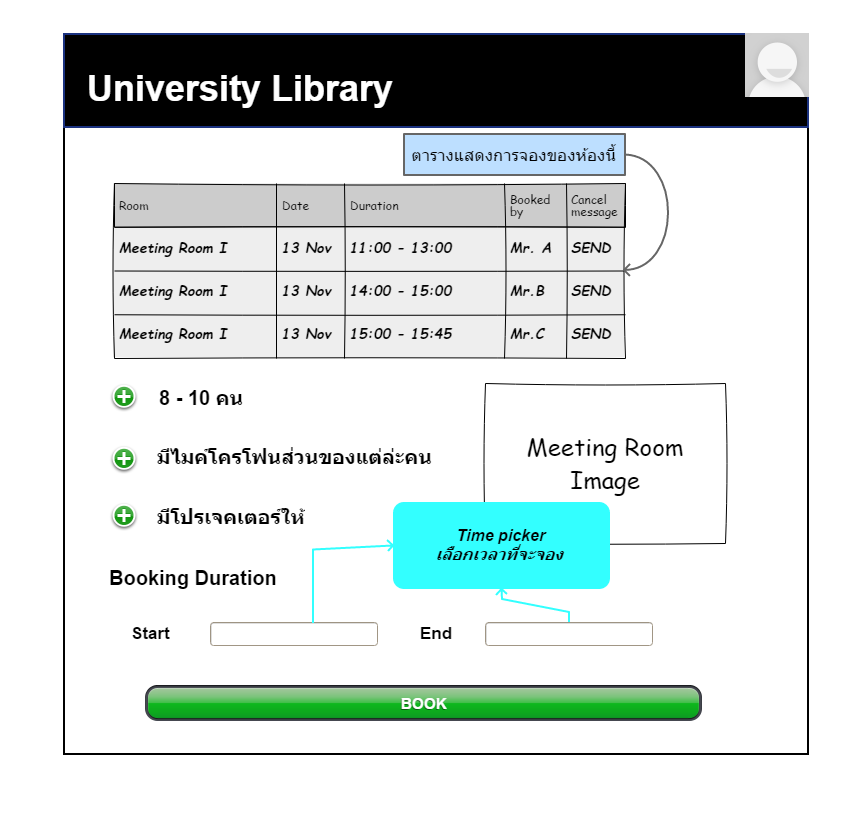 University Library
ตารางแสดงการจองของห้องนี้
Room Date Duration Booked by Cancel message
Meeting Room I 13 Nov 11:00 - 13:00 Mr. A SEND
Meeting Room I 13 Nov 14:00 - 15:00 Mr.B SEND
Meeting Room I 13 Nov 15:00 - 15:45 Mr.C SEND
8 - 10 คน
มีไมค์โครโฟนส่วนของแต่ล่ะคน
มีโปรเจคเตอร์ให้
Meeting Room
Image
Time picker
เลือกเวลาที่จะจอง
Booking Duration
Start End
BOOK